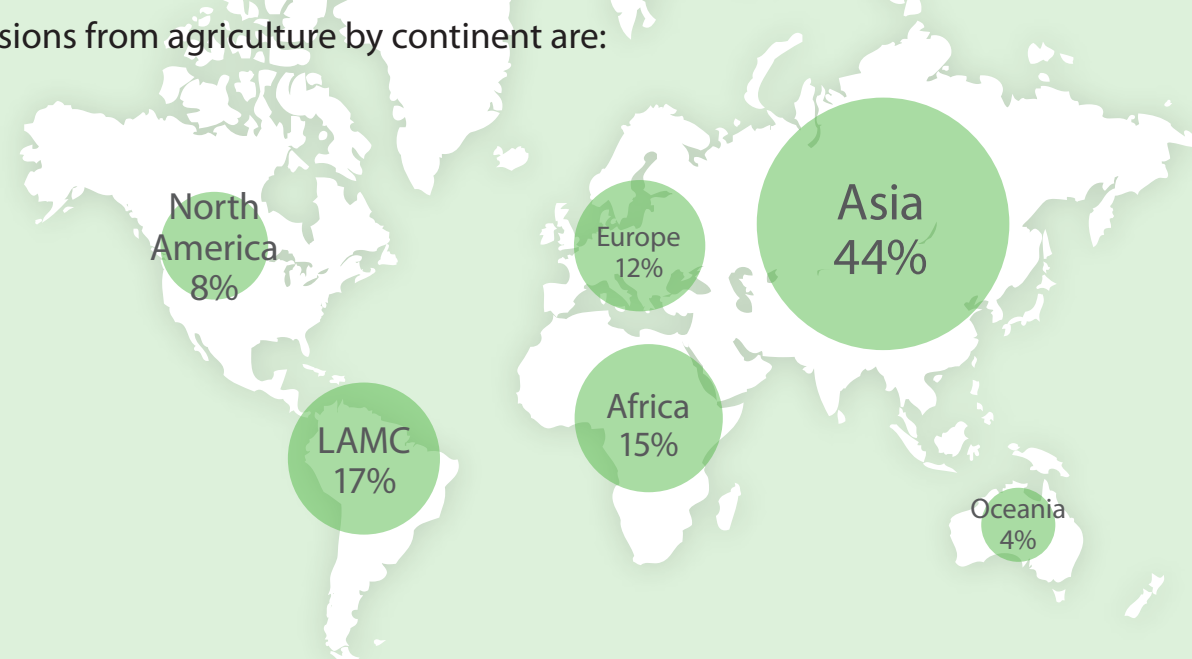 sions from agriculture by continent are:
North
America
8%
Europe
12%
Asia
44%
LAMC
17%
Africa
15%
Oceania
4%